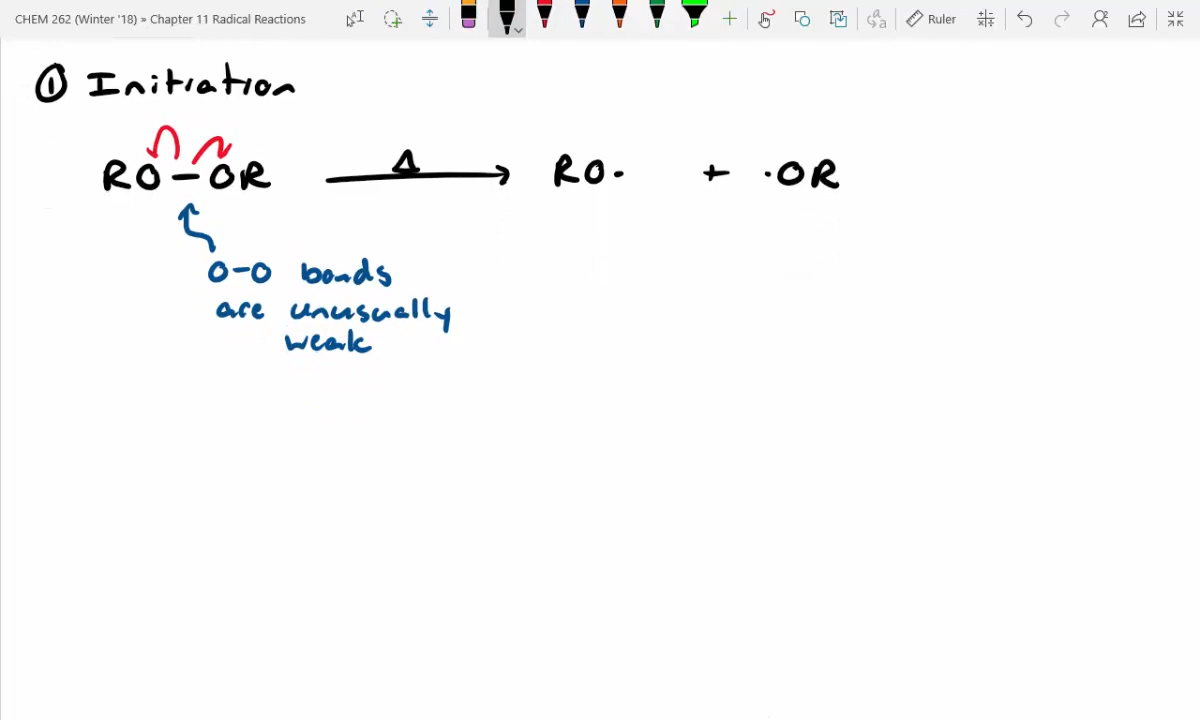 CHEM 262 (Winter '18) » Chapter 11 Radical Reactions
Ruler
① Initiation
RO–OR Δ→ RO· + ·OR
O–O bonds
are unusually
weak